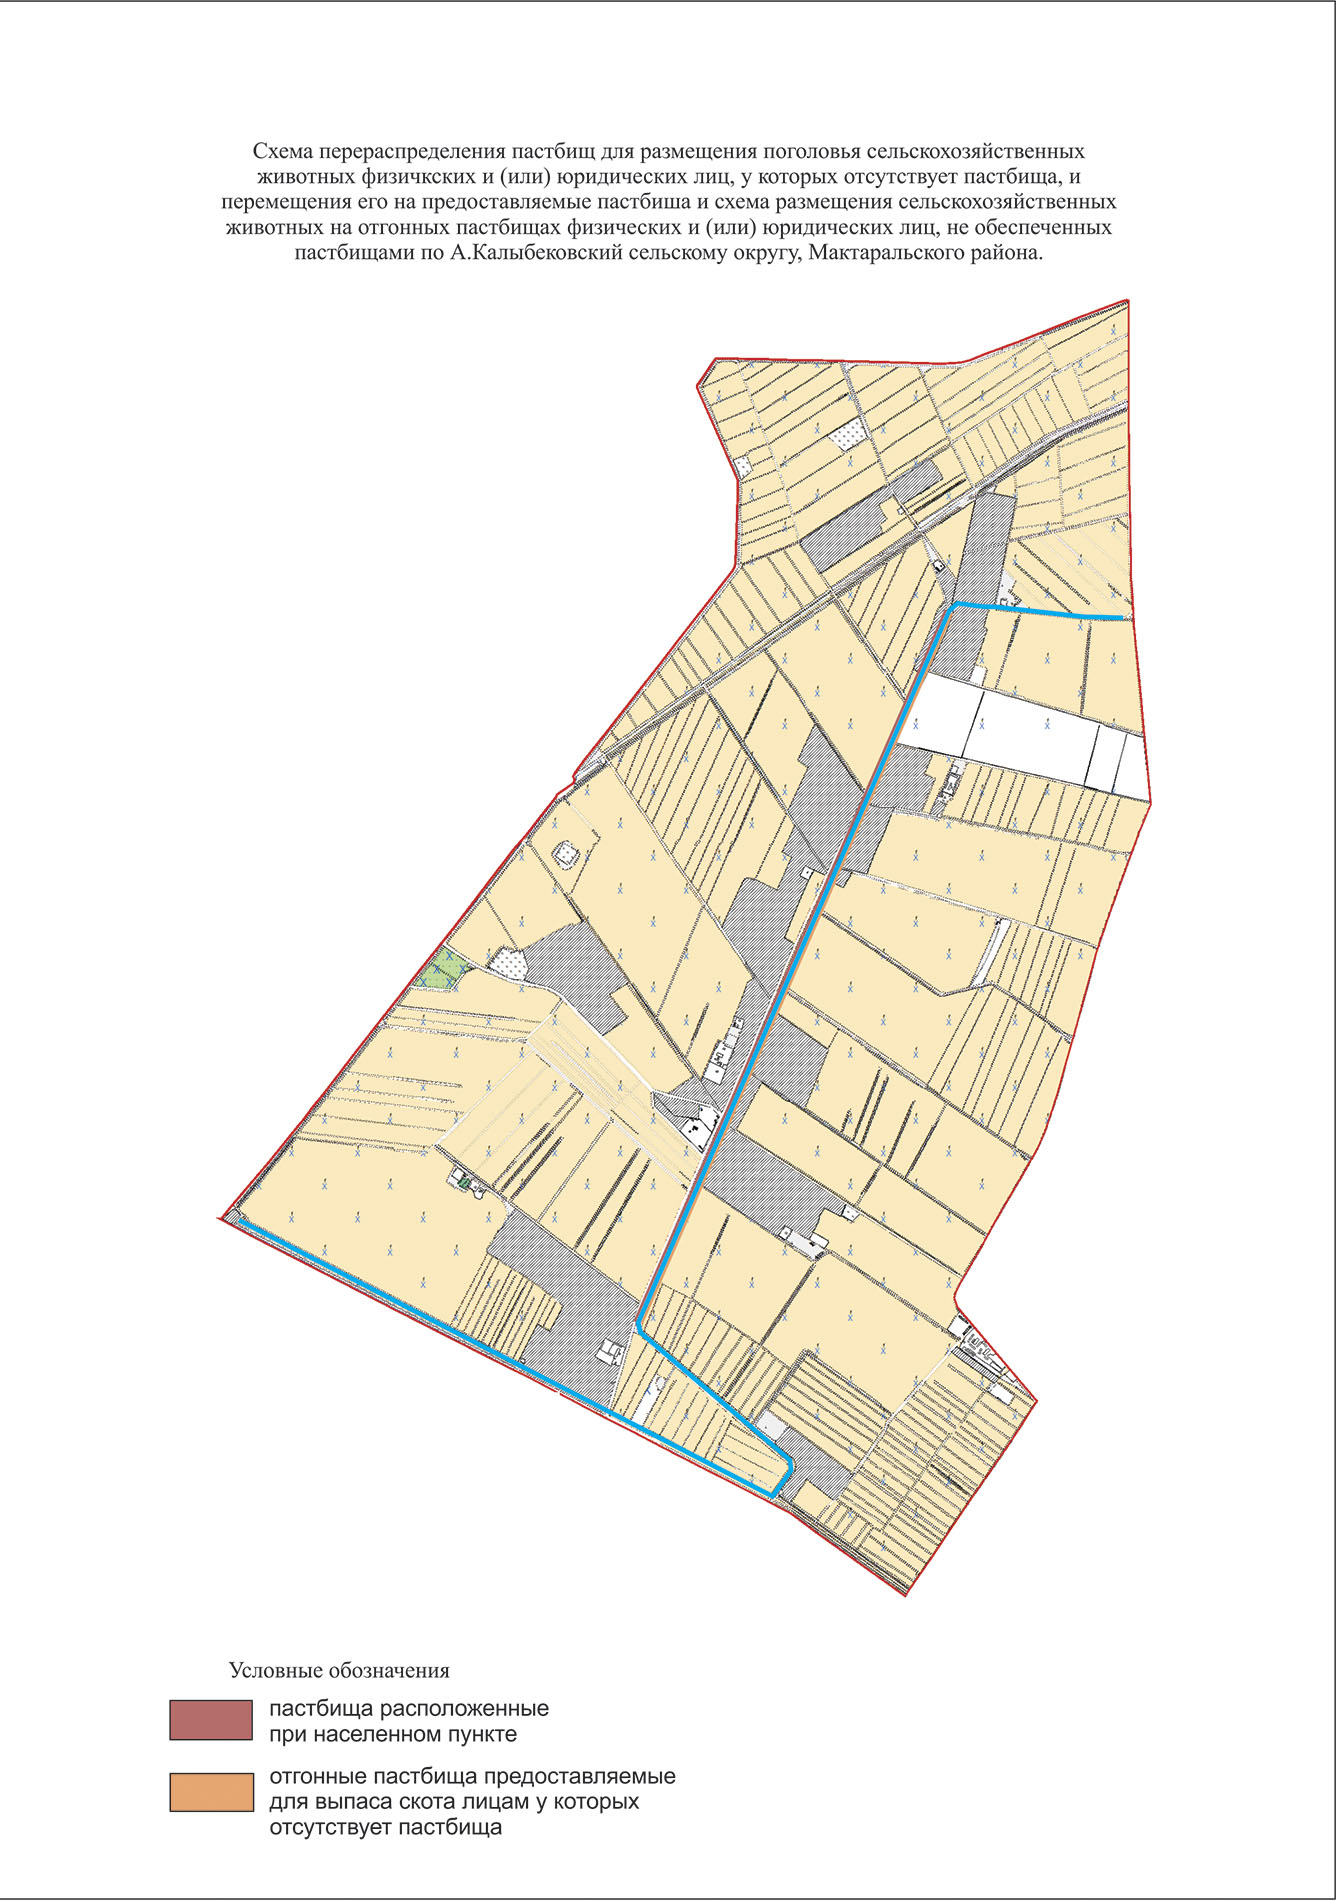 Схема перераспределения пастбищ для размещения поголовья сельскохозяйственных
животных физичкских и (или) юридических лиц, у которых отсутствует пастбища, и
перемещения его на предоставляемые пастбиша и схема размещения сельскохозяйственных
животных на отгонных пастбищах физических и (или) юридических лиц, не обеспеченных
пастбищами по А.Калыбековский сельскому округу, Мактаральского района.
Условные обозначения
пастбища расположенные
при населенном пункте
отгонные пастбища предоставляемые
для выпаса скота лицам у которых
отсутствует пастбища